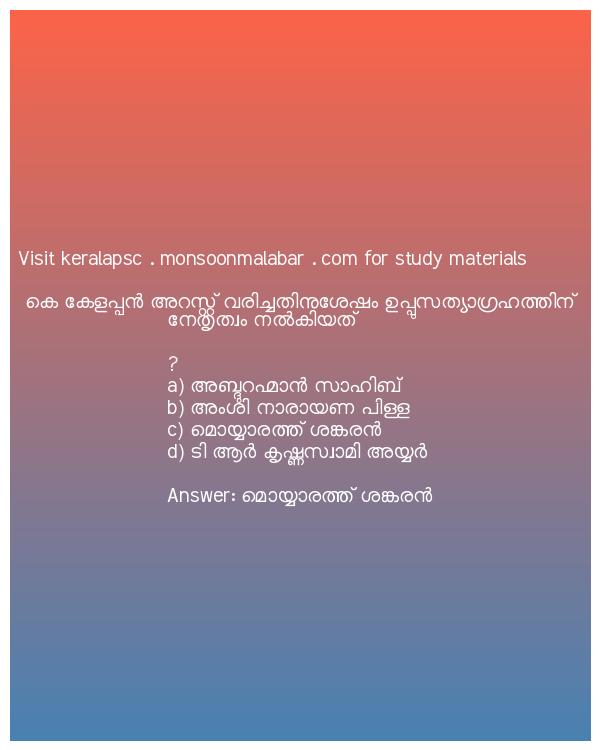 Visit keralapsc . monsoonmalabar . com for study materials
കെ കേളപ്പൻ അറസ്റ്റ് വരിച്ചതിനുശേഷം ഉപ്പുസത്യാഗ്രഹത്തിന്
നേതൃത്വം നൽകിയത്
?
a) അബ്ദുറഹ്മാൻ സാഹിബ്
b) അംശി നാരായണ പിള്ള
c) മൊയ്യാരത്ത് ശങ്കരൻ
d) ടി ആർ കൃഷ്ണസ്വാമി അയ്യർ
Answer: മൊയ്യാരത്ത് ശങ്കരൻ